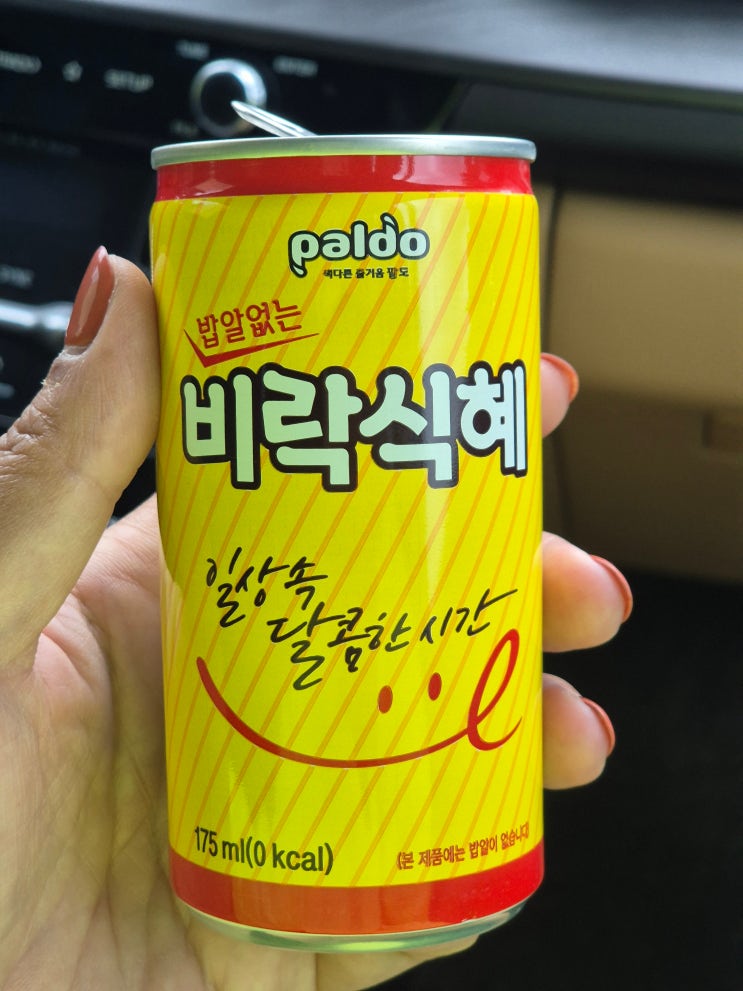 SETUP
paldo
색다른 즐거움 팔도
밥알없는
비락식혜
일상속
달콤한 시간
175 ml(0 kcal)
(본 제품에는 밥알이 없습니다)